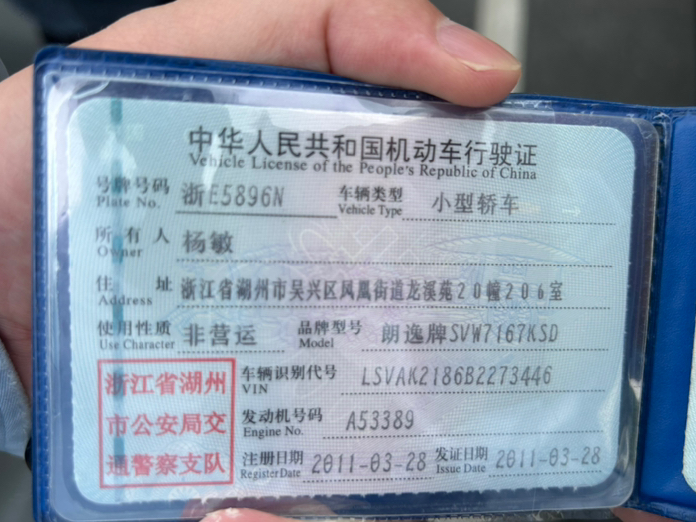 中华人民共和国机动车行驶证
Vehicle License of the People's Republic of China
号牌号码 浙E5896N 车辆类型 小型轿车
Plate No. Vehicle Type
所有人 杨敏
Owner
住址 浙江省湖州市吴兴区凤凰街道龙溪苑20幢206室
Address
使用性质 非营运 品牌型号 朗逸牌SVW7167KSD
Use Character Model
浙江省湖州
市公安局交
通警察支队
车辆识别代号 LSVAK2186B2273446
VIN
发动机号码 A53389
Engine No.
注册日期 2011-03-28 发证日期 2011-03-28
Register Date Issue Date